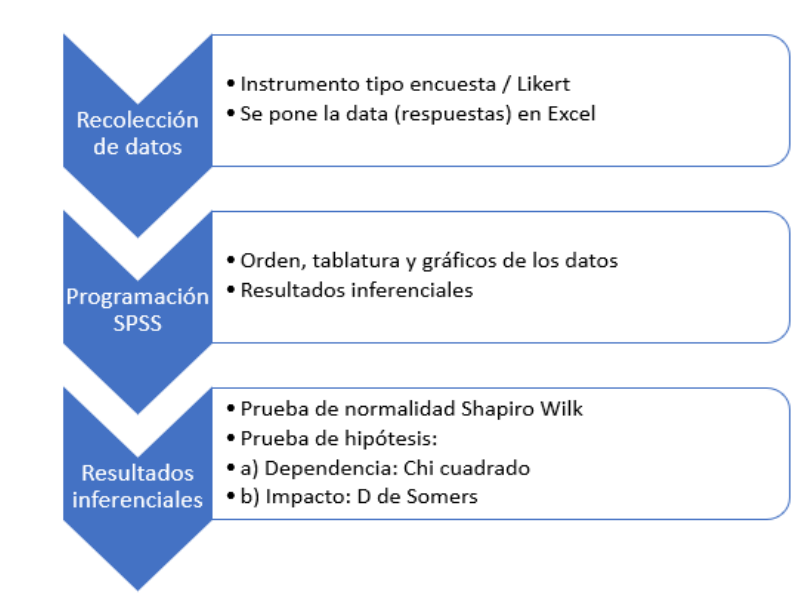 Recolección
de datos
• Instrumento tipo encuesta / Likert
• Se pone la data (respuestas) en Excel
Programación
SPSS
• Orden, tablatura y gráficos de los datos
• Resultados inferenciales
Resultados
inferenciales
• Prueba de normalidad Shapiro Wilk
• Prueba de hipótesis:
• a) Dependencia: Chi cuadrado
• b) Impacto: D de Somers